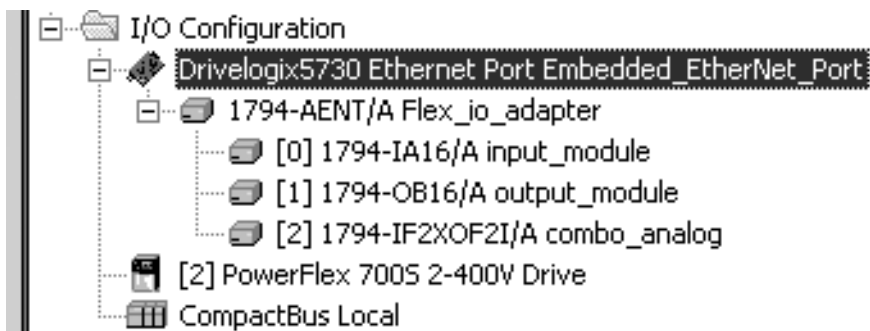 I/O Configuration
Drivelogix5730 Ethernet Port Embedded_EtherNet_Port
1794-AENT/A Flex_io_adapter
[0] 1794-IA16/A input_module
[1] 1794-OB16/A output_module
[2] 1794-IF2XOF2I/A combo_analog
[2] PowerFlex 700S 2-400V Drive
CompactBus Local